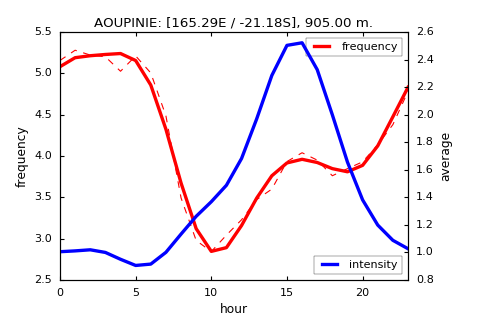 AOUPINIE: [165.29E / -21.18S], 905.00 m.
5.5
5.0
4.5
4.0
3.5
3.0
2.5
frequency
2.6
2.4
2.2
2.0
1.8
1.6
1.4
1.2
1.0
0.8
average
frequency
intensity
0 5 10 15 20
hour